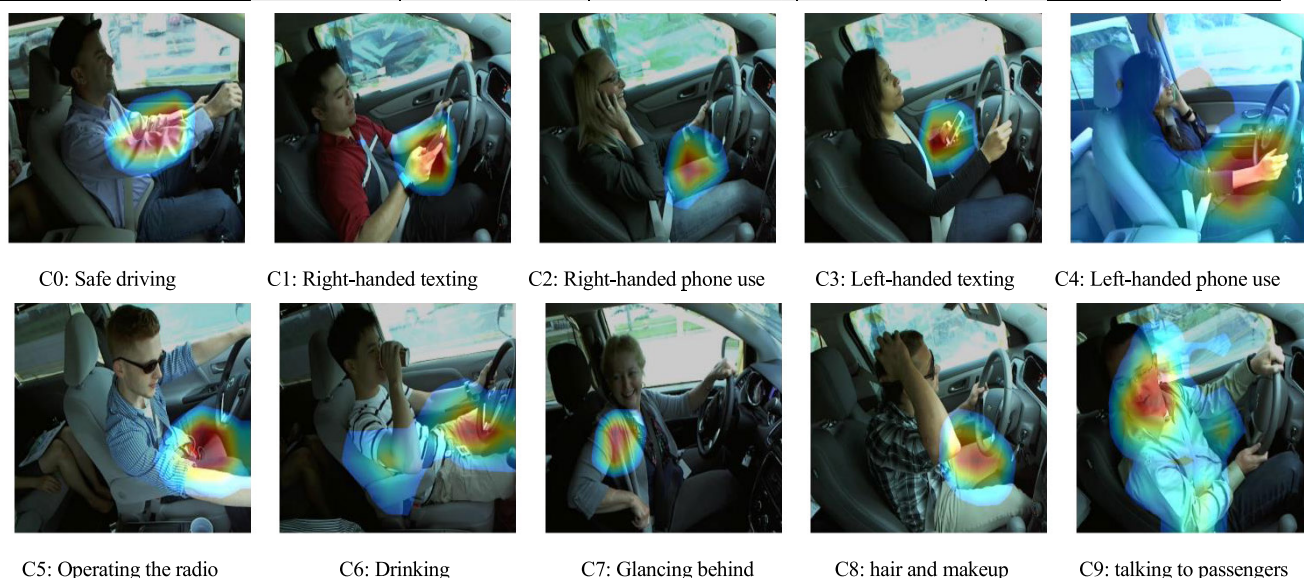 C0: Safe driving
C1: Right-handed texting
C2: Right-handed phone use
C3: Left-handed texting
C4: Left-handed phone use
C5: Operating the radio
C6: Drinking
C7: Glancing behind
C8: hair and makeup
C9: talking to passengers